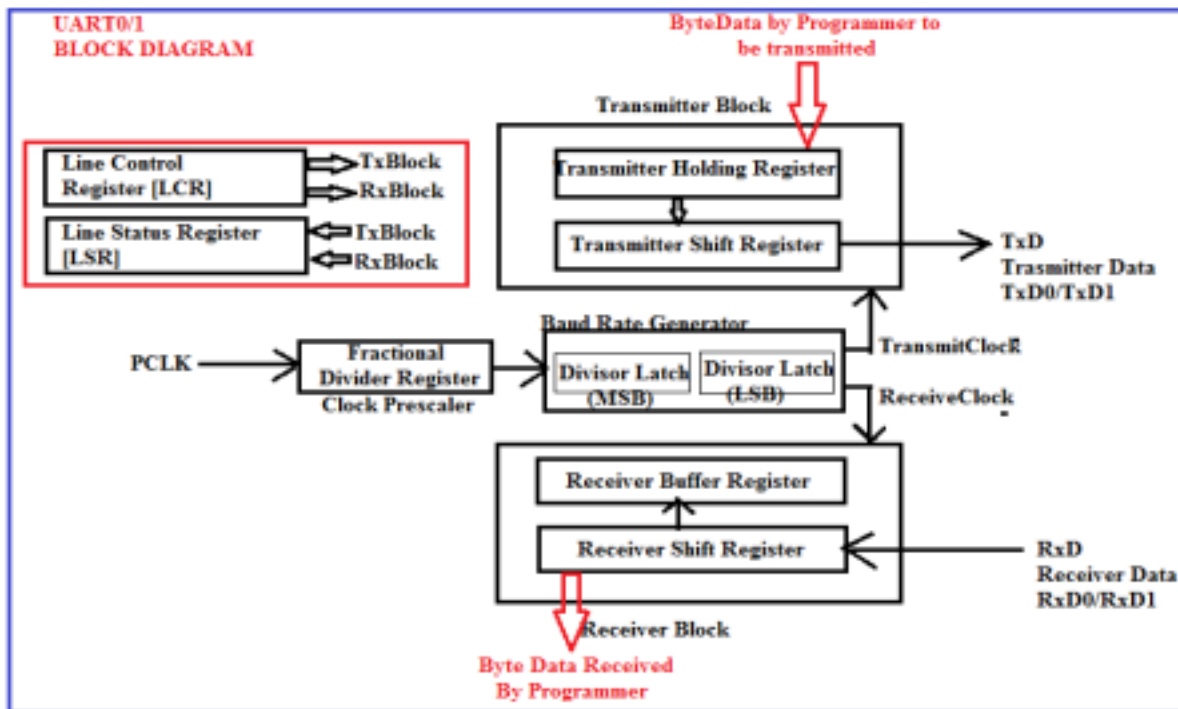 UART0/1
BLOCK DIAGRAM
ByteData by Programmer to
be transmitted
Transmitter Block
Line Control
Register [LCR]
TxBlock
RxBlock
Line Status Register
[LSR]
TxBlock
RxBlock
Transmitter Holding Register
Transmitter Shift Register
TxD
Trasmitter Data
TxD0/TxD1
Baud Rate Generator
PCLK
Fractional
Divider Register
Clock Prescaler
Divisor Latch
(MSB)
Divisor Latch
(LSB)
TransmitClock
ReceiveClock
Receiver Buffer Register
Receiver Shift Register
RxD
Receiver Data
RxD0/RxD1
Receiver Block
Byte Data Received
By Programmer